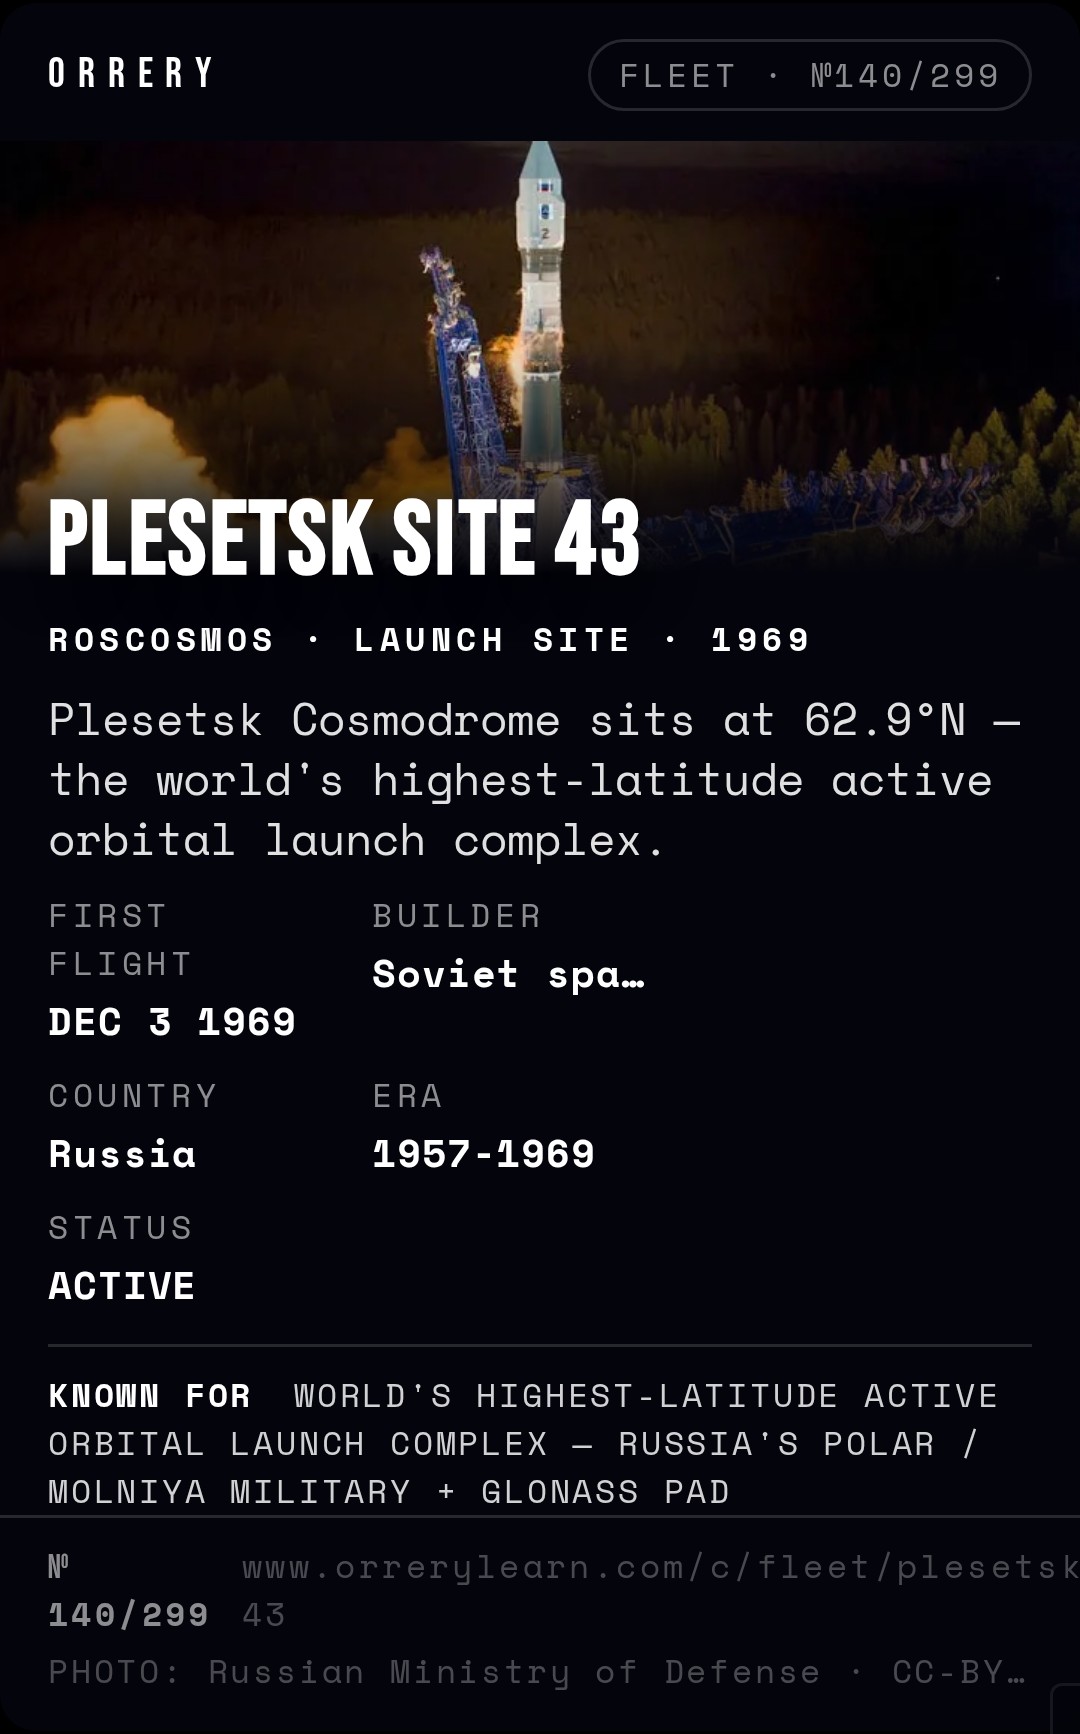 ORRERY
FLEET · №140/299
2
PLESETSK SITE 43
ROSCOSMOS · LAUNCH SITE · 1969
Plesetsk Cosmodrome sits at 62.9°N —
the world's highest-latitude active
orbital launch complex.
FIRST
FLIGHT
DEC 3 1969
BUILDER
Soviet spa…
COUNTRY
Russia
ERA
1957-1969
STATUS
ACTIVE
KNOWN FOR WORLD'S HIGHEST-LATITUDE ACTIVE
ORBITAL LAUNCH COMPLEX — RUSSIA'S POLAR /
MOLNIYA MILITARY + GLONASS PAD
№
140/299
www.orrerylearn.com/c/fleet/plesetsk
43
PHOTO: Russian Ministry of Defense · CC-BY…